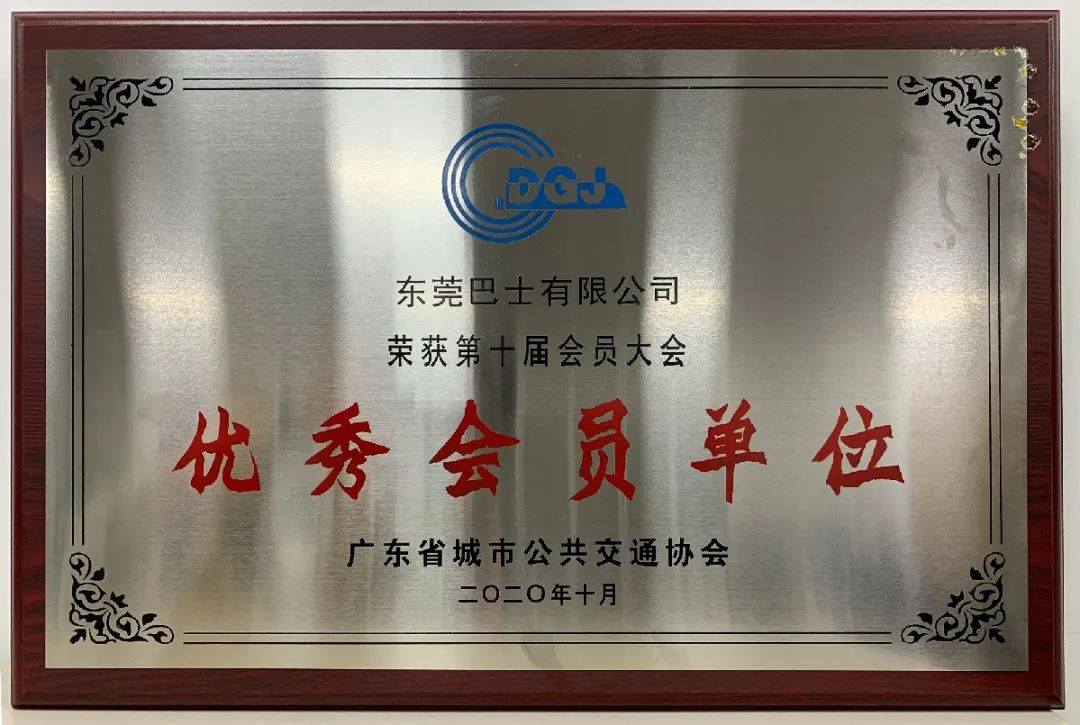 DGJ
东莞巴士有限公司
荣获第十届会员大会
优秀会员单位
广东省城市公共交通协会
二〇二〇年十月